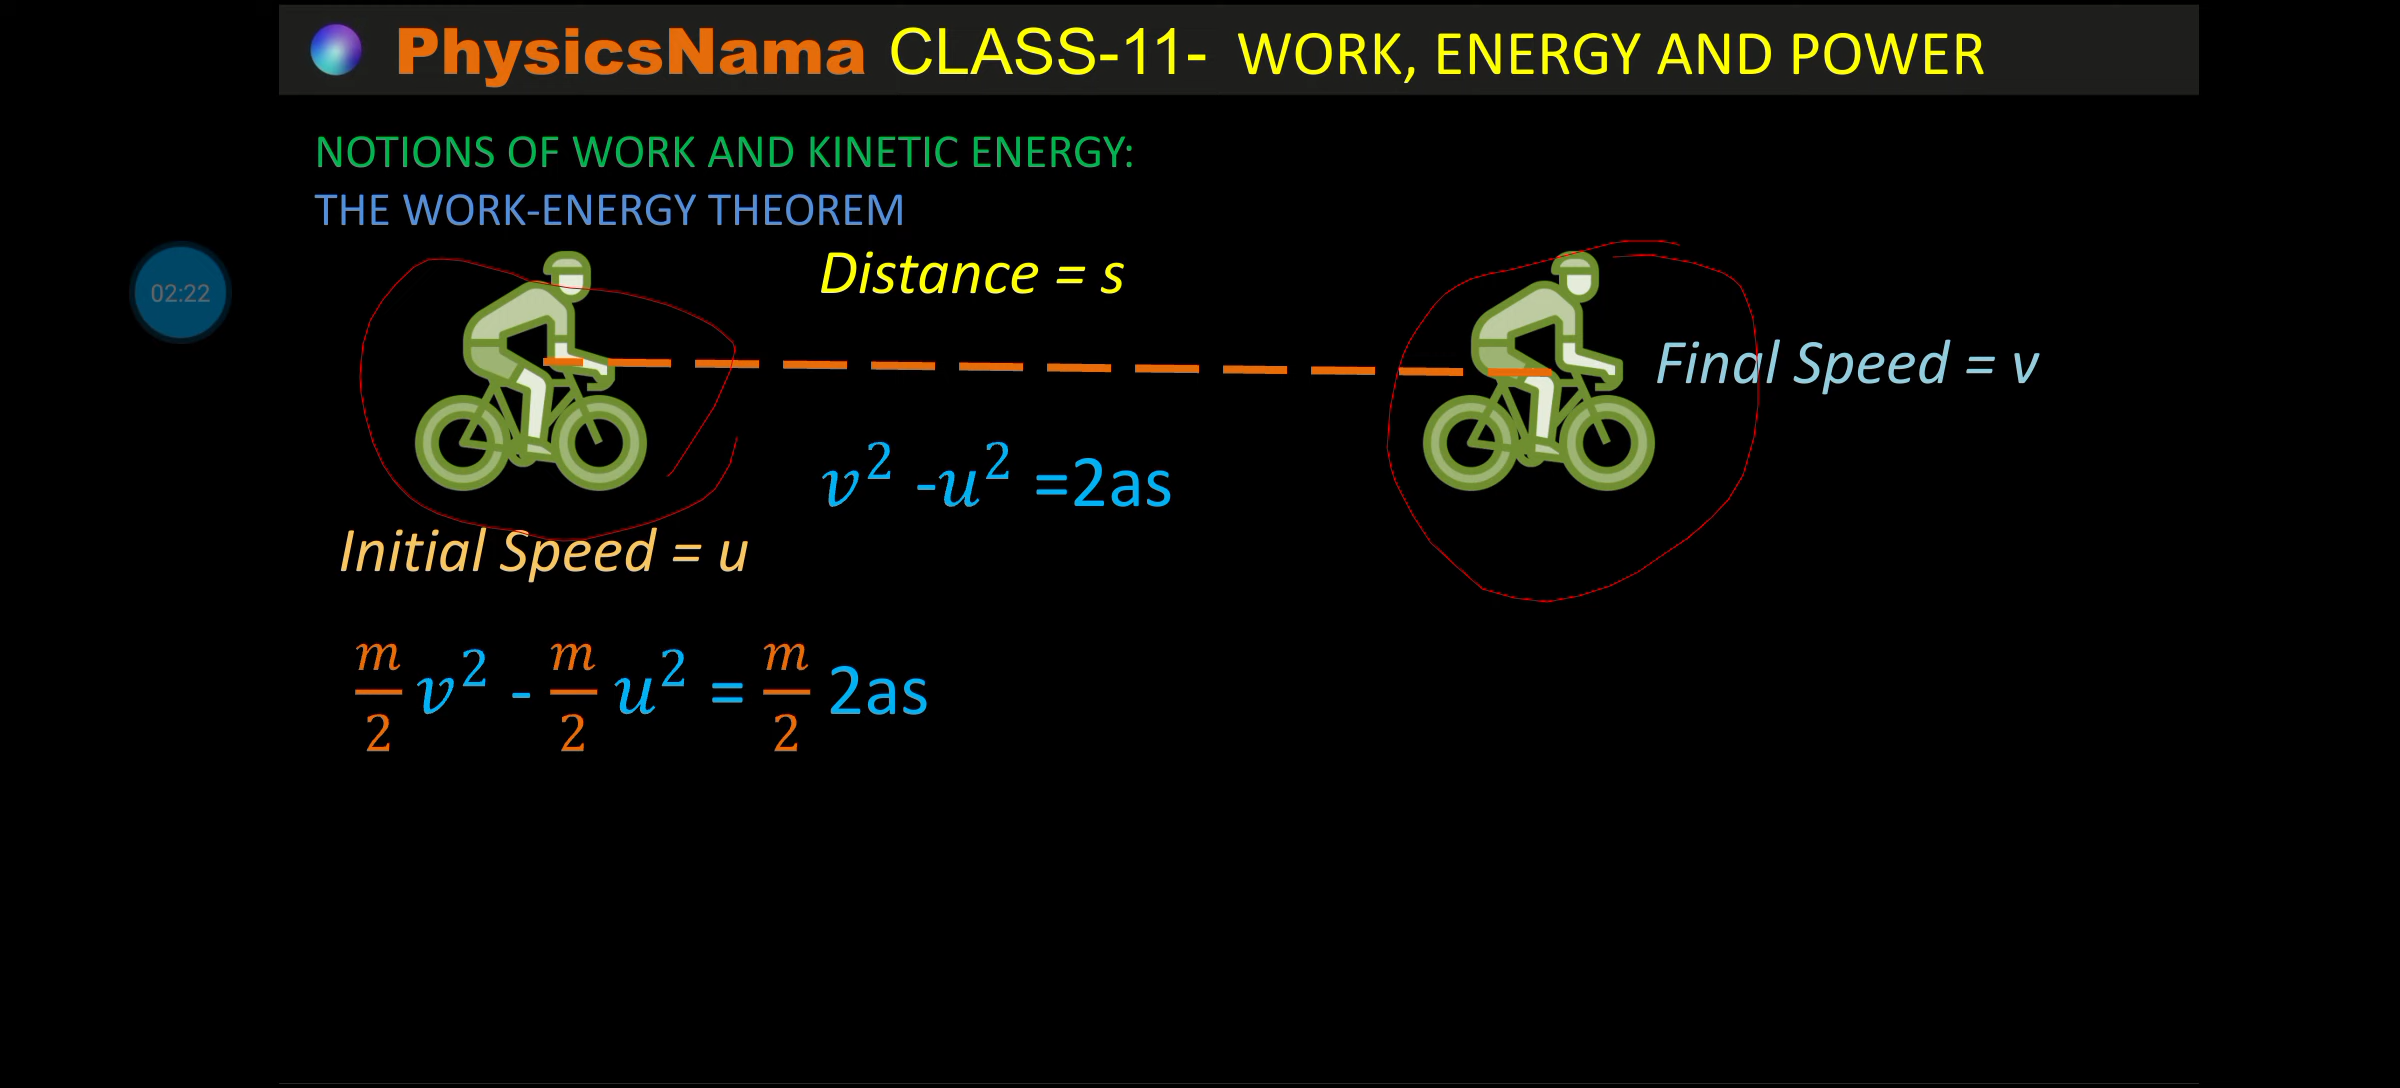 PhysicsNama CLASS-11- WORK, ENERGY AND POWER
NOTIONS OF WORK AND KINETIC ENERGY:
THE WORK-ENERGY THEOREM
02:22
Distance = s
Final Speed = v
v² -u² =2as
Initial Speed = u
m/2 v² - m/2 u² = m/2 2as